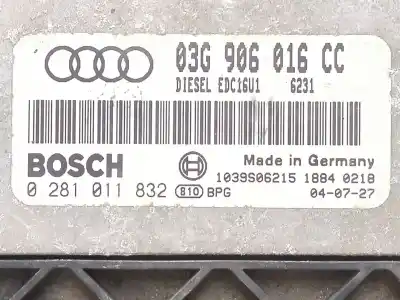 03G 906 016 CC
DIESEL EDC16U1 6231
BOSCH
Made in Germany
1039S06215 1884 0218
0 281 011 832 810 BPG 04-07-27